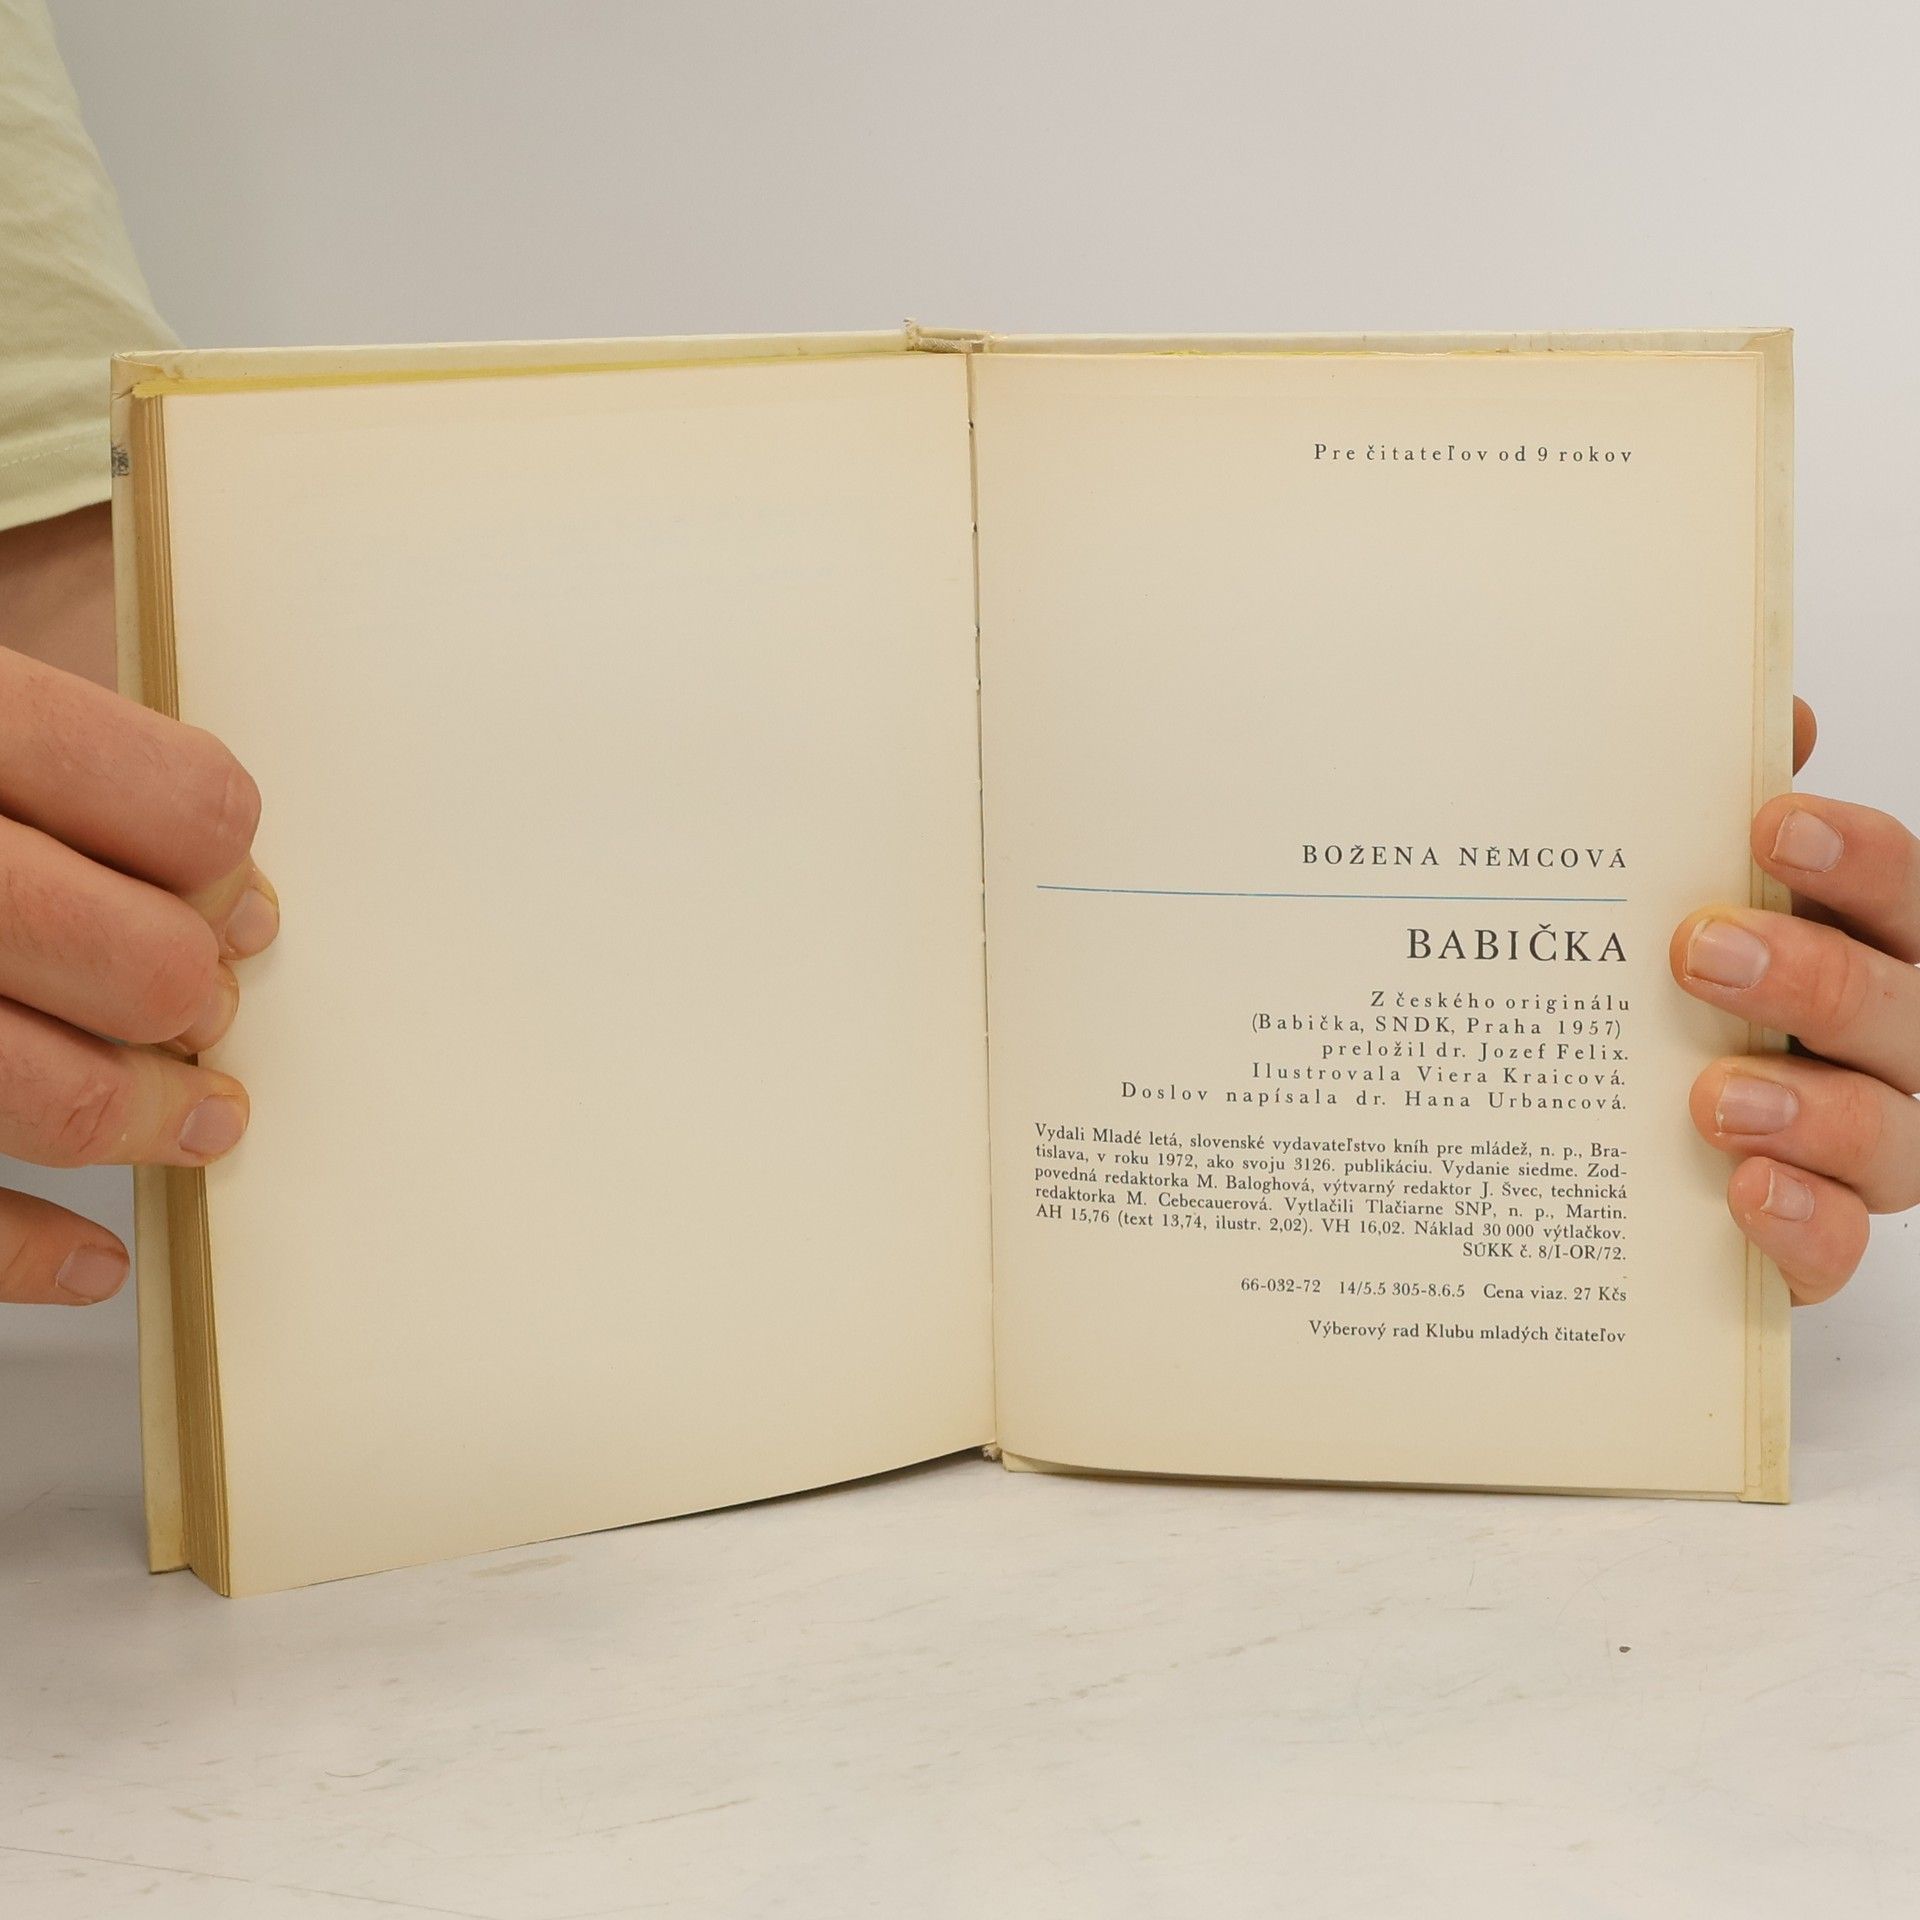 Pre čitateľov od 9 rokov
BOŽENA NĚMCOVÁ
BABIČKA
Z českého originálu
(Babička, SNDK, Praha 1957)
preložil dr. Jozef Felix.
Ilustrovala Viera Kraicová.
Doslov napísala dr. Hana Urbancová.
Vydali Mladé letá, slovenské vydavateľstvo kníh pre mládež, n. p., Bra-
tislava, v roku 1972, ako svoju 3126. publikáciu. Vydanie siedme. Zod-
povedná redaktorka M. Baloghová, výtvarný redaktor J. Švec, technická
redaktorka M. Cebecauerová. Vytlačili Tlačiarne SNP, n. p., Martin.
AH 15,76 (text 13,74, ilustr. 2,02). VH 16,02. Náklad 30 000 výtlačkov.
SÚKK č. 8/I-OR/72.
66-032-72 14/5.5 305-8.6.5 Cena viaz. 27 Kčs
Výberový rad Klubu mladých čitateľov